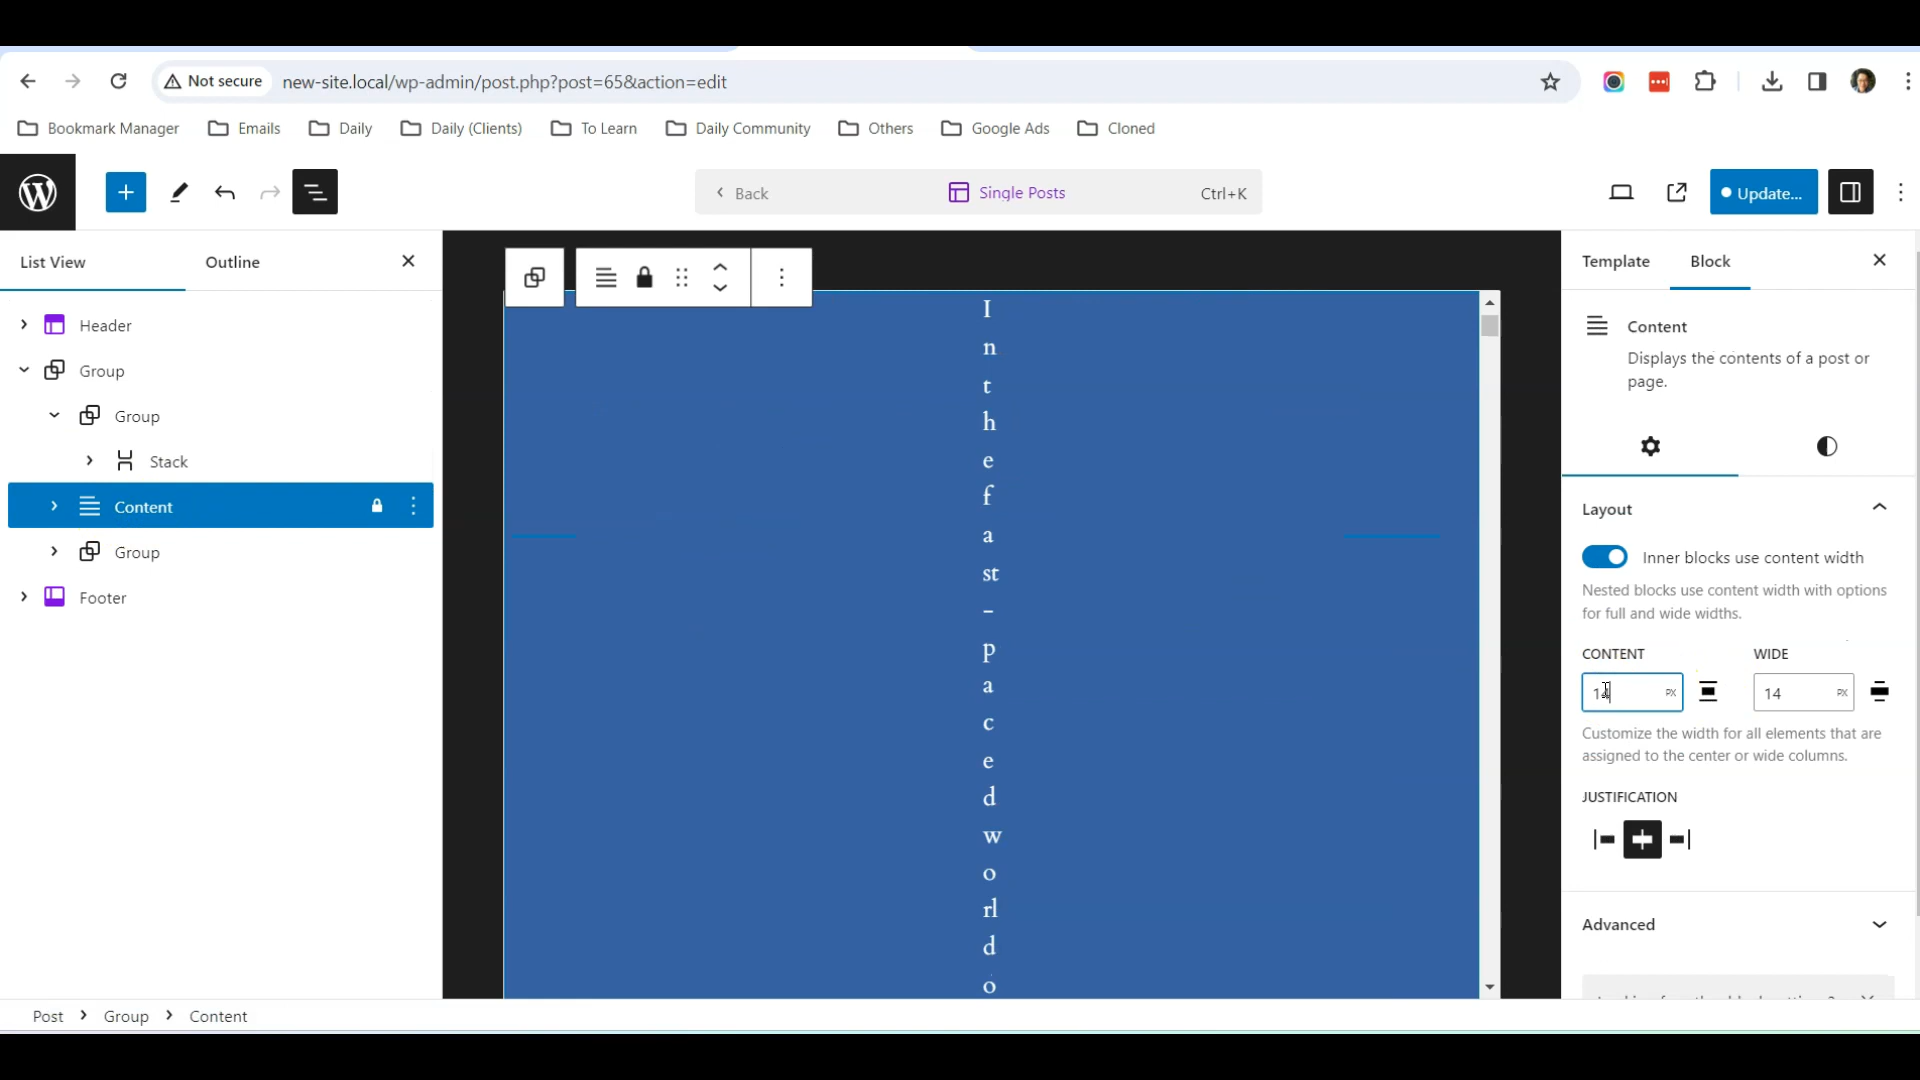 Not secure new-site.local/wp-admin/post.php?post=65&action=edit
Bookmark Manager Emails Daily Daily (Clients) To Learn Daily Community Others Google Ads Cloned
Back Single Posts Ctrl+K Update...
List View Outline
Header
Group
Group
Stack
Content
Group
Footer
I
n
t
h
e
f
a
st
-
p
a
c
e
d
w
o
rl
d
o
Template Block
Content
Displays the contents of a post or
page.
Layout
Inner blocks use content width
Nested blocks use content width with options
for full and wide widths.
CONTENT WIDE
14 PX 14 PX
Customize the width for all elements that are
assigned to the center or wide columns.
JUSTIFICATION
Advanced
Post Group Content